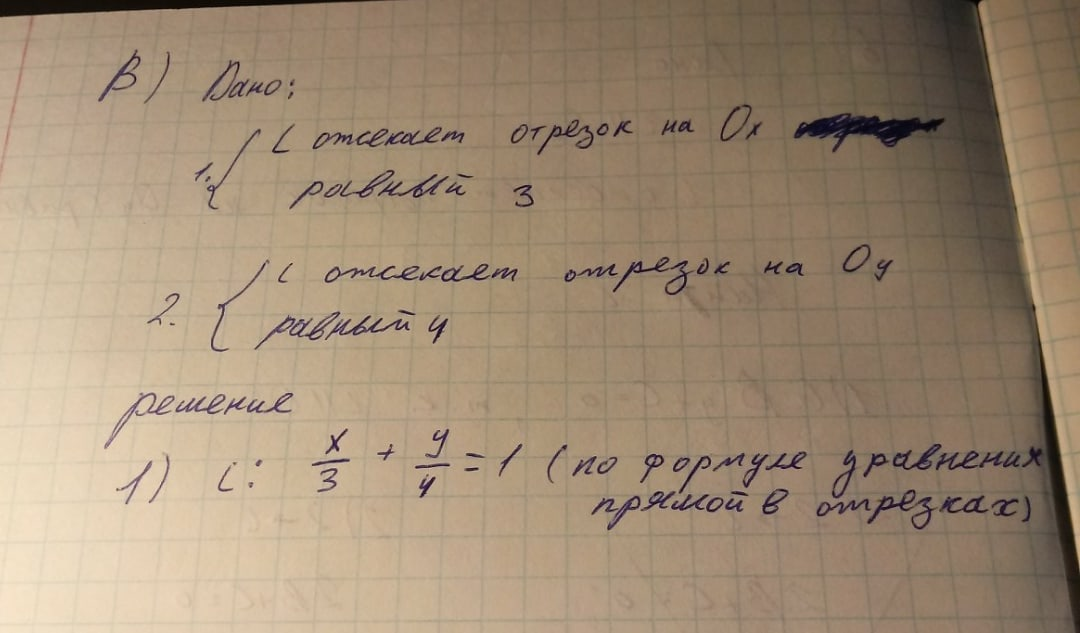 В) Дано:
1. { L отсекает отрезок на Ox
равный 3
2. { L отсекает отрезок на Oy
равный 4
решение
1) L: x/3 + y/4 = 1 (по формуле уравнения
прямой в отрезках)